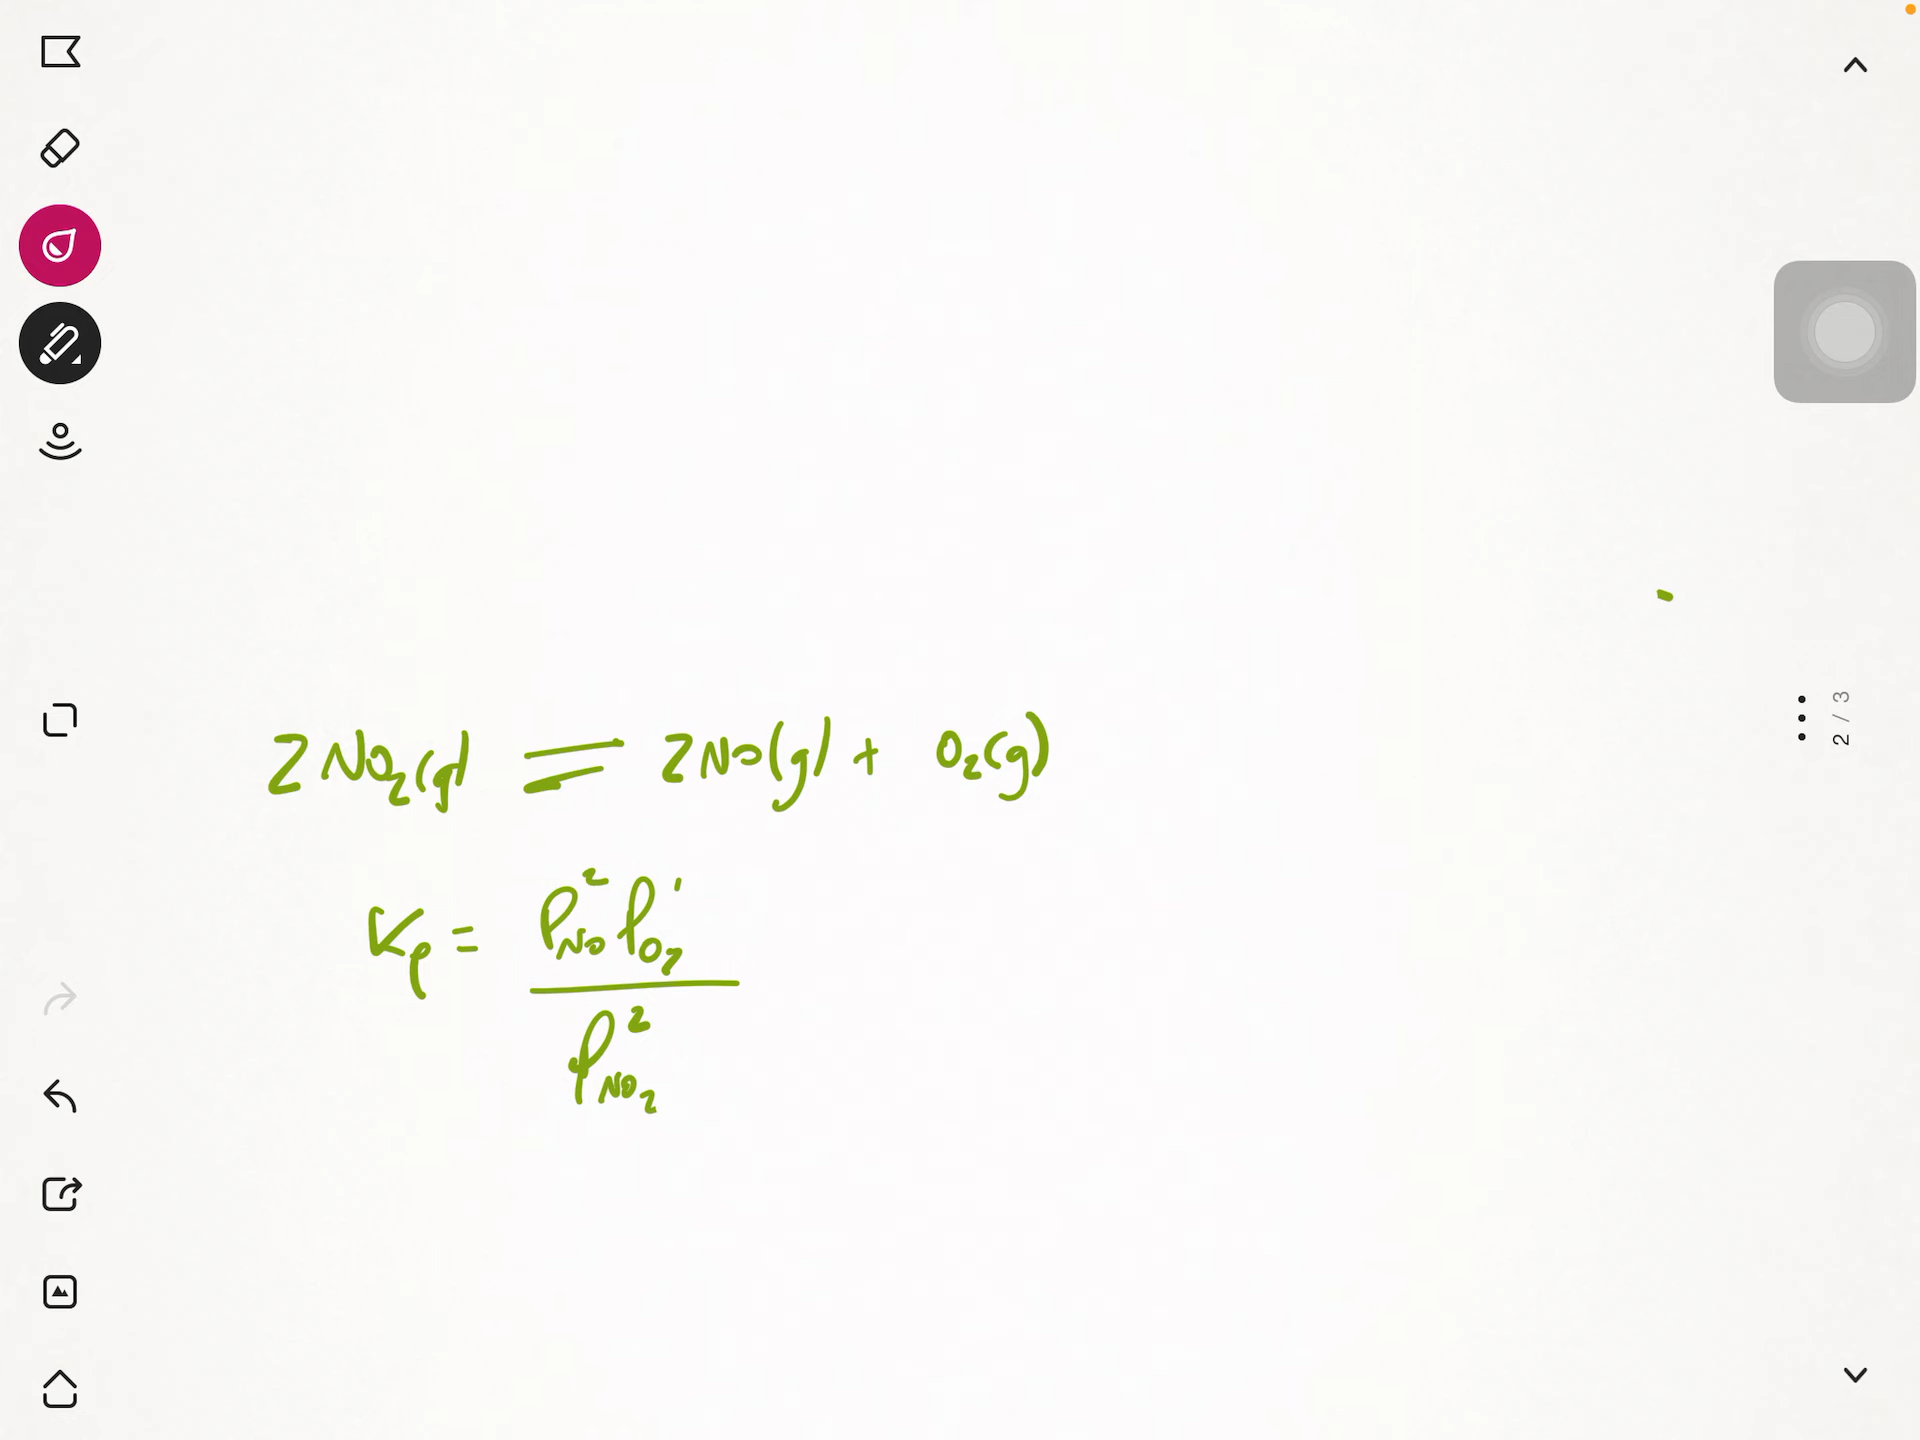 2NO₂(g) ⇌ 2NO(g) + O₂(g)
Kp = P²NO P¹O₂ / P²NO₂
2 / 3